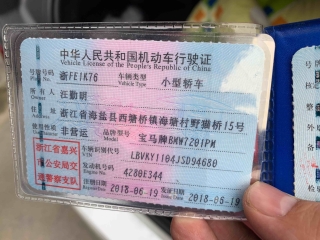 中华人民共和国机动车行驶证
Vehicle License of the People's Republic of China
号牌号码 浙FE1K76 车辆类型 小型轿车
所有人 汪勤明
住址 浙江省海盐县西塘桥镇海塘村野猫桥15号
使用性质 非营运 品牌型号 宝马牌BMW7201PM
浙江省嘉兴市公安局交通警察支队
车辆识别代号 LBVKY1104JSD94680
发动机号码 4280E344
注册日期 2018-06-19 发证日期 2018-06-19